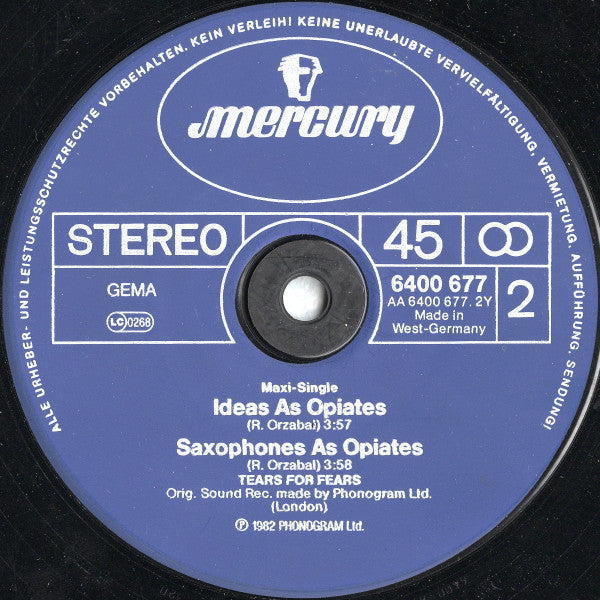 ALLE URHEBER- UND LEISTUNGSSCHUTZRECHTE VORBEHALTEN. KEIN VERLEIH! KEINE UNERLAUBTE VERVIELFÄLTIGUNG, VERMIETUNG, AUFFÜHRUNG, SENDUNG!
mercury
STEREO
45
GEMA
LC 0268
6400 677
AA 6400 677. 2Y
Made in
West-Germany
2
Maxi-Single
Ideas As Opiates
(R. Orzabal) 3:57
Saxophones As Opiates
(R. Orzabal) 3:58
TEARS FOR FEARS
Orig. Sound Rec. made by Phonogram Ltd.
(London)
℗ 1982 PHONOGRAM Ltd.